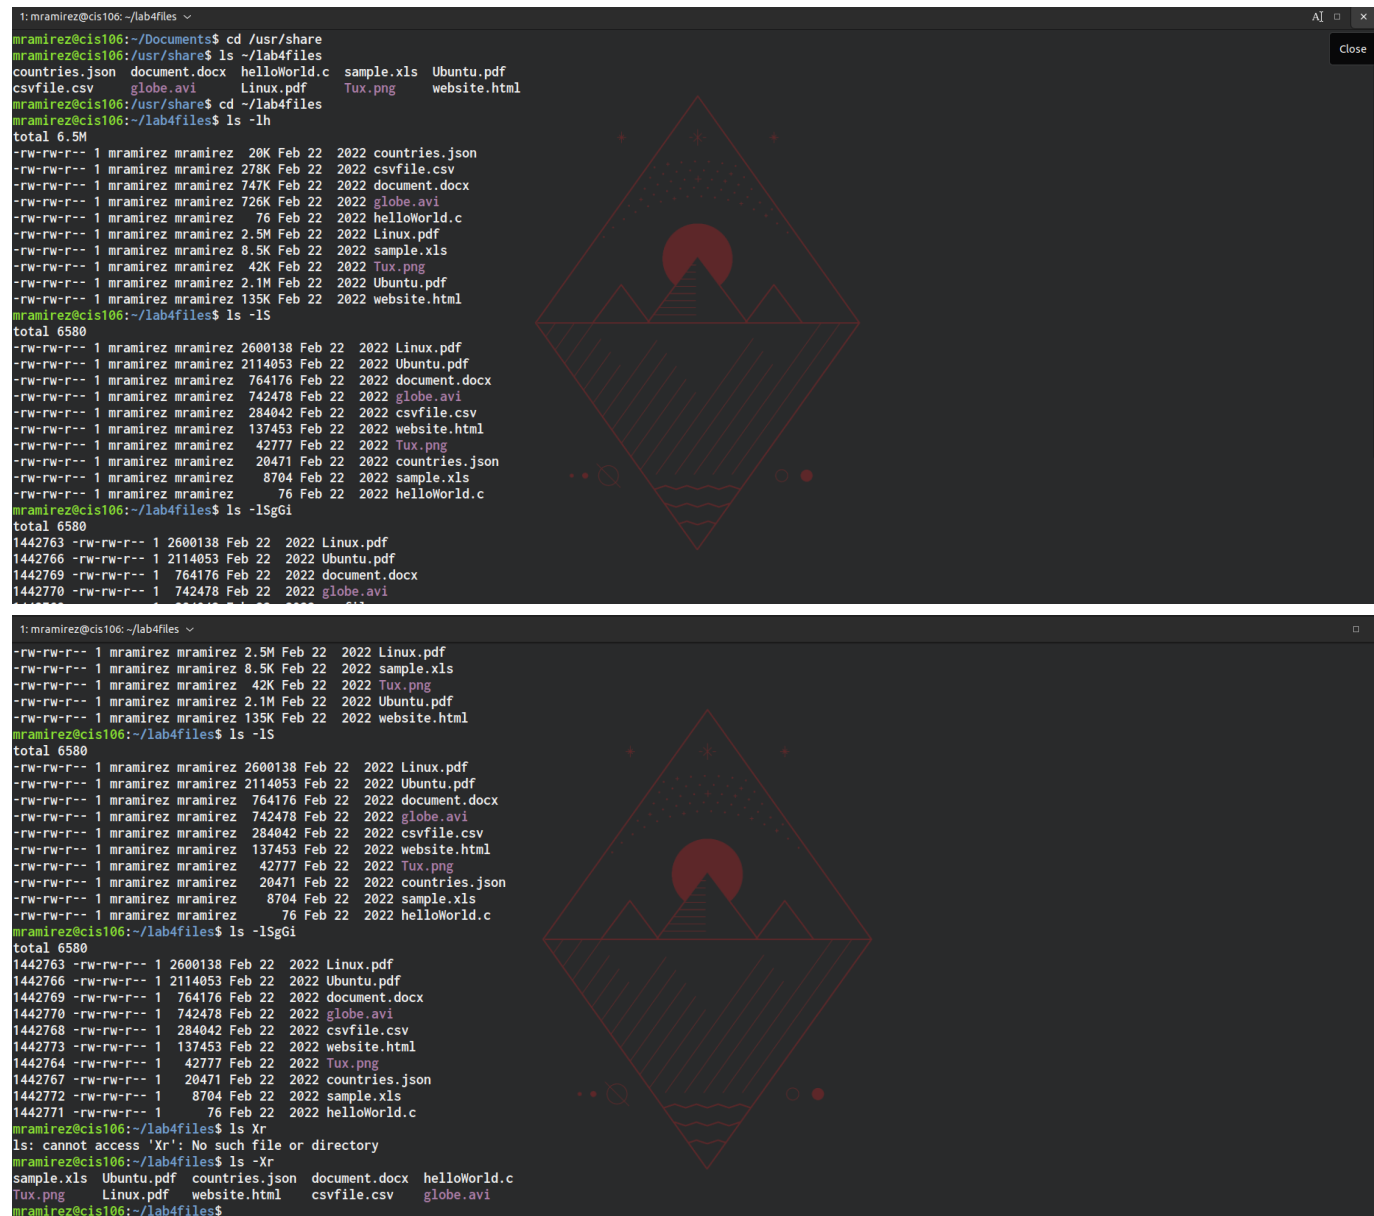 1: mramirez@cis106: ~/lab4files
Close
mramirez@cis106:~/Documents$ cd /usr/share
mramirez@cis106:/usr/share$ ls ~/lab4files
countries.json  document.docx  helloWorld.c  sample.xls  Ubuntu.pdf
csvfile.csv     globe.avi      Linux.pdf     Tux.png     website.html
mramirez@cis106:/usr/share$ cd ~/lab4files
mramirez@cis106:~/lab4files$ ls -lh
total 6.5M
-rw-rw-r-- 1 mramirez mramirez  20K Feb 22  2022 countries.json
-rw-rw-r-- 1 mramirez mramirez 278K Feb 22  2022 csvfile.csv
-rw-rw-r-- 1 mramirez mramirez 747K Feb 22  2022 document.docx
-rw-rw-r-- 1 mramirez mramirez 726K Feb 22  2022 globe.avi
-rw-rw-r-- 1 mramirez mramirez   76 Feb 22  2022 helloWorld.c
-rw-rw-r-- 1 mramirez mramirez 2.5M Feb 22  2022 Linux.pdf
-rw-rw-r-- 1 mramirez mramirez 8.5K Feb 22  2022 sample.xls
-rw-rw-r-- 1 mramirez mramirez  42K Feb 22  2022 Tux.png
-rw-rw-r-- 1 mramirez mramirez 2.1M Feb 22  2022 Ubuntu.pdf
-rw-rw-r-- 1 mramirez mramirez 135K Feb 22  2022 website.html
mramirez@cis106:~/lab4files$ ls -lS
total 6580
-rw-rw-r-- 1 mramirez mramirez 2600138 Feb 22  2022 Linux.pdf
-rw-rw-r-- 1 mramirez mramirez 2114053 Feb 22  2022 Ubuntu.pdf
-rw-rw-r-- 1 mramirez mramirez  764176 Feb 22  2022 document.docx
-rw-rw-r-- 1 mramirez mramirez  742478 Feb 22  2022 globe.avi
-rw-rw-r-- 1 mramirez mramirez  284042 Feb 22  2022 csvfile.csv
-rw-rw-r-- 1 mramirez mramirez  137453 Feb 22  2022 website.html
-rw-rw-r-- 1 mramirez mramirez   42777 Feb 22  2022 Tux.png
-rw-rw-r-- 1 mramirez mramirez   20471 Feb 22  2022 countries.json
-rw-rw-r-- 1 mramirez mramirez    8704 Feb 22  2022 sample.xls
-rw-rw-r-- 1 mramirez mramirez      76 Feb 22  2022 helloWorld.c
mramirez@cis106:~/lab4files$ ls -lSgGi
total 6580
1442763 -rw-rw-r-- 1 2600138 Feb 22  2022 Linux.pdf
1442766 -rw-rw-r-- 1 2114053 Feb 22  2022 Ubuntu.pdf
1442769 -rw-rw-r-- 1  764176 Feb 22  2022 document.docx
1442770 -rw-rw-r-- 1  742478 Feb 22  2022 globe.avi
1: mramirez@cis106: ~/lab4files
-rw-rw-r-- 1 mramirez mramirez 2.5M Feb 22  2022 Linux.pdf
-rw-rw-r-- 1 mramirez mramirez 8.5K Feb 22  2022 sample.xls
-rw-rw-r-- 1 mramirez mramirez  42K Feb 22  2022 Tux.png
-rw-rw-r-- 1 mramirez mramirez 2.1M Feb 22  2022 Ubuntu.pdf
-rw-rw-r-- 1 mramirez mramirez 135K Feb 22  2022 website.html
mramirez@cis106:~/lab4files$ ls -lS
total 6580
-rw-rw-r-- 1 mramirez mramirez 2600138 Feb 22  2022 Linux.pdf
-rw-rw-r-- 1 mramirez mramirez 2114053 Feb 22  2022 Ubuntu.pdf
-rw-rw-r-- 1 mramirez mramirez  764176 Feb 22  2022 document.docx
-rw-rw-r-- 1 mramirez mramirez  742478 Feb 22  2022 globe.avi
-rw-rw-r-- 1 mramirez mramirez  284042 Feb 22  2022 csvfile.csv
-rw-rw-r-- 1 mramirez mramirez  137453 Feb 22  2022 website.html
-rw-rw-r-- 1 mramirez mramirez   42777 Feb 22  2022 Tux.png
-rw-rw-r-- 1 mramirez mramirez   20471 Feb 22  2022 countries.json
-rw-rw-r-- 1 mramirez mramirez    8704 Feb 22  2022 sample.xls
-rw-rw-r-- 1 mramirez mramirez      76 Feb 22  2022 helloWorld.c
mramirez@cis106:~/lab4files$ ls -lSgGi
total 6580
1442763 -rw-rw-r-- 1 2600138 Feb 22  2022 Linux.pdf
1442766 -rw-rw-r-- 1 2114053 Feb 22  2022 Ubuntu.pdf
1442769 -rw-rw-r-- 1  764176 Feb 22  2022 document.docx
1442770 -rw-rw-r-- 1  742478 Feb 22  2022 globe.avi
1442768 -rw-rw-r-- 1  284042 Feb 22  2022 csvfile.csv
1442773 -rw-rw-r-- 1  137453 Feb 22  2022 website.html
1442764 -rw-rw-r-- 1   42777 Feb 22  2022 Tux.png
1442767 -rw-rw-r-- 1   20471 Feb 22  2022 countries.json
1442772 -rw-rw-r-- 1    8704 Feb 22  2022 sample.xls
1442771 -rw-rw-r-- 1      76 Feb 22  2022 helloWorld.c
mramirez@cis106:~/lab4files$ ls Xr
ls: cannot access 'Xr': No such file or directory
mramirez@cis106:~/lab4files$ ls -Xr
sample.xls  Ubuntu.pdf  countries.json  document.docx  helloWorld.c
Tux.png     Linux.pdf   website.html    csvfile.csv    globe.avi
mramirez@cis106:~/lab4files$